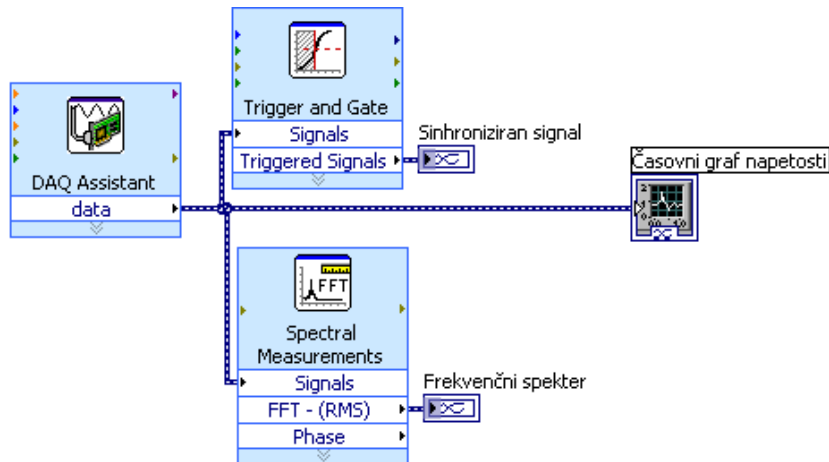 DAQ Assistant
data
Trigger and Gate
Signals
Triggered Signals
Sinhroniziran signal
Časovni graf napetosti
FFT
Spectral
Measurements
Signals
FFT - (RMS)
Phase
Frekvenčni spekter